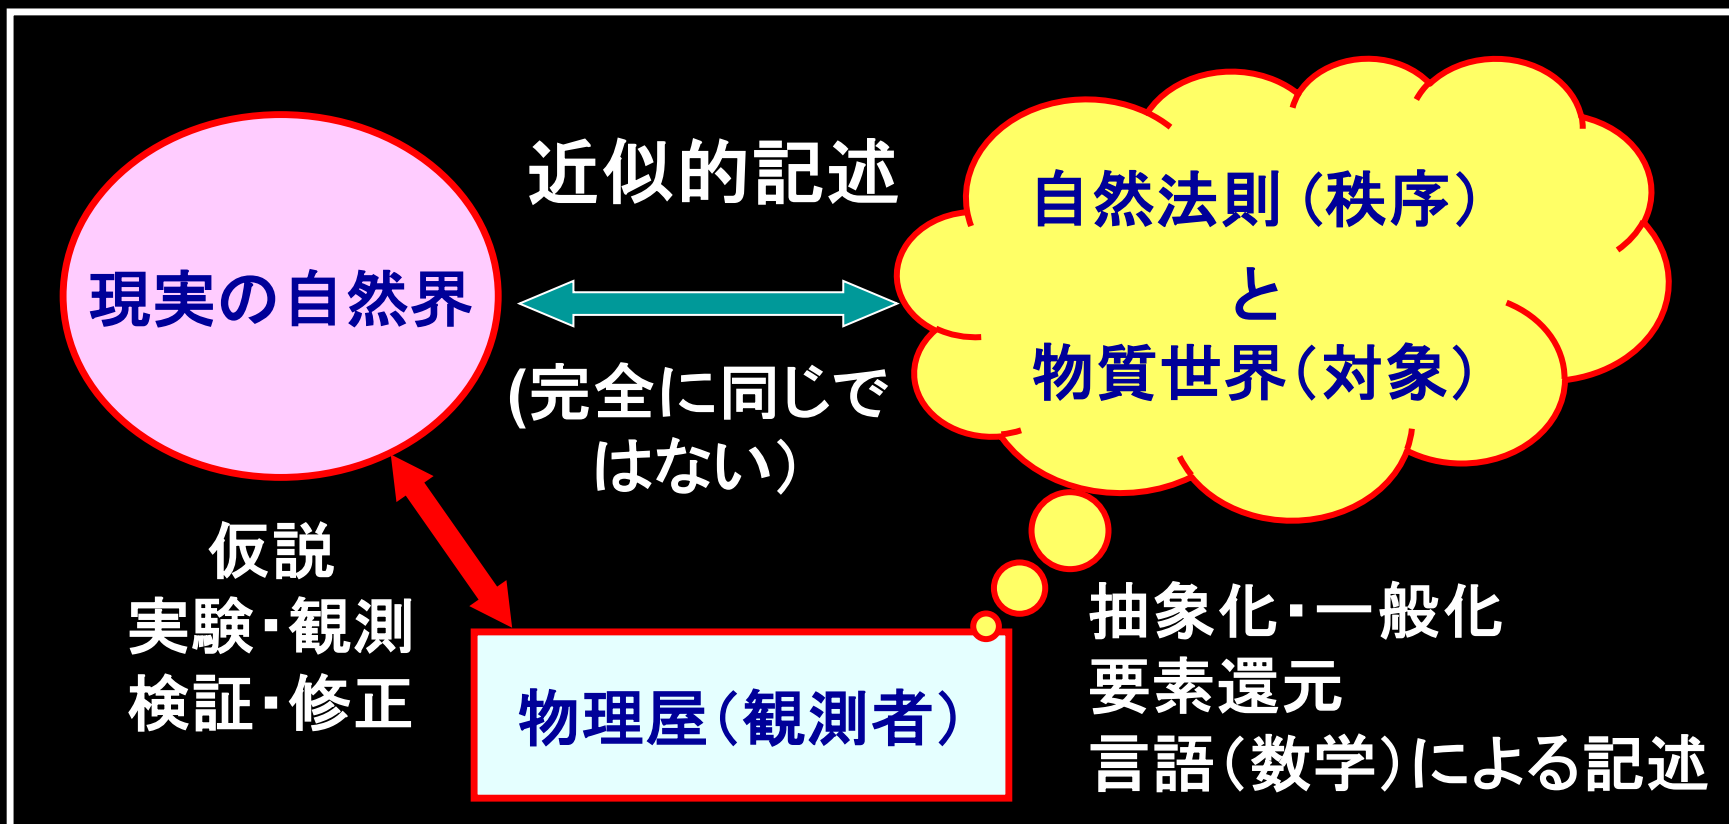 近似的記述
現実の自然界
(完全に同じで
はない）
自然法則（秩序）
と
物質世界（対象）
仮説
実験・観測
検証・修正
物理屋（観測者）
抽象化・一般化
要素還元
言語（数学）による記述